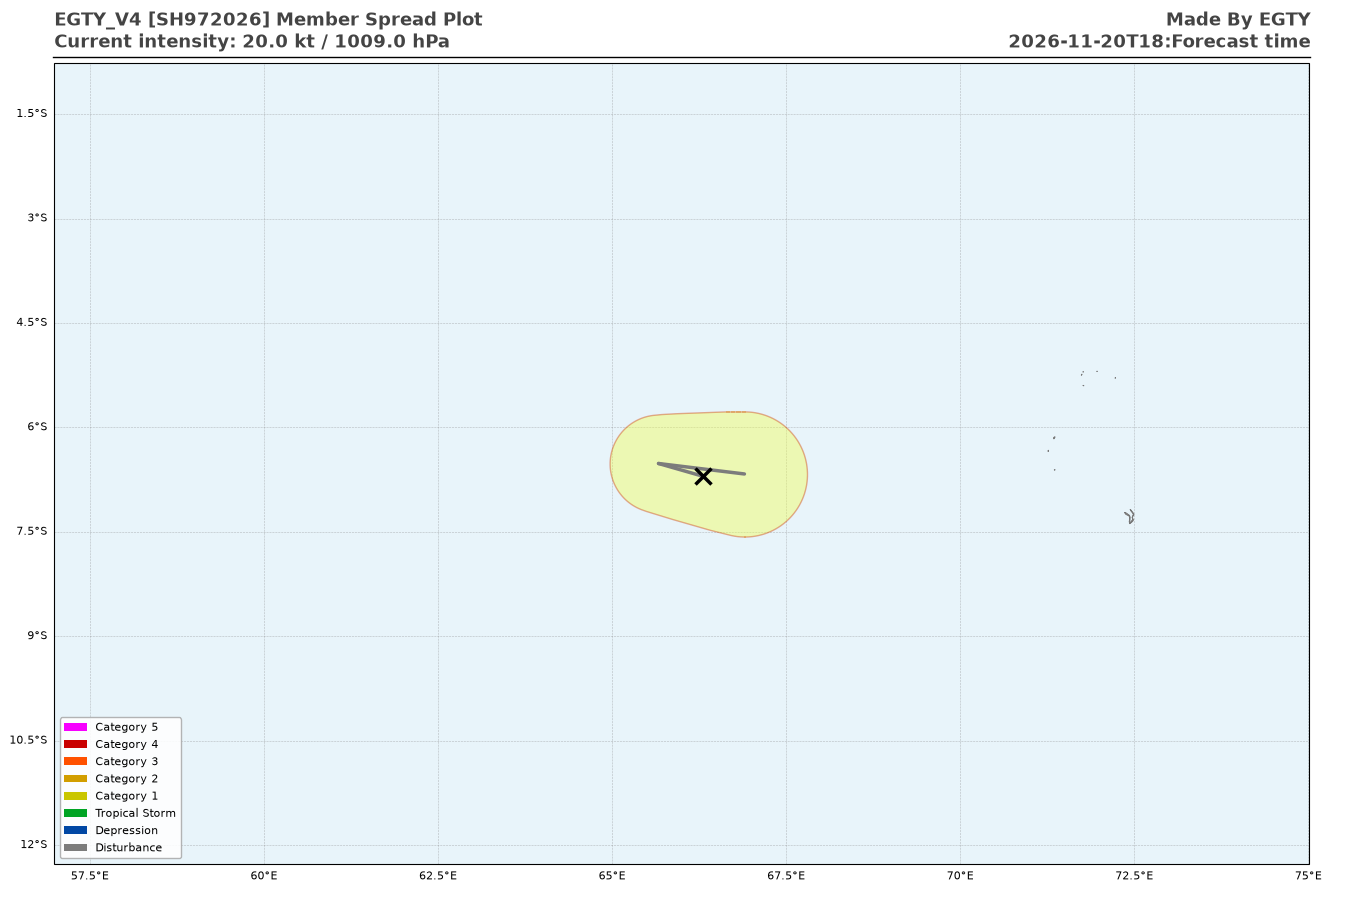 EGTY_V4 [SH972026] Member Spread Plot
Current intensity: 20.0 kt / 1009.0 hPa
Made By EGTY
2026-11-20T18:Forecast time
1.5°S
3°S
4.5°S
6°S
7.5°S
9°S
10.5°S
12°S
Category 5
Category 4
Category 3
Category 2
Category 1
Tropical Storm
Depression
Disturbance
57.5°E
60°E
62.5°E
65°E
67.5°E
70°E
72.5°E
75°E